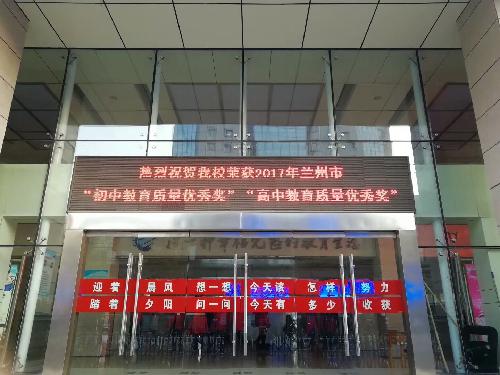 热烈祝贺我校荣获2017年兰州市
“初中教育质量优秀奖”“高中教育质量优秀奖”
迎着 晨风 想一想 今天该 怎样 努力
踏着 夕阳 问一问 今天有 多少 收获